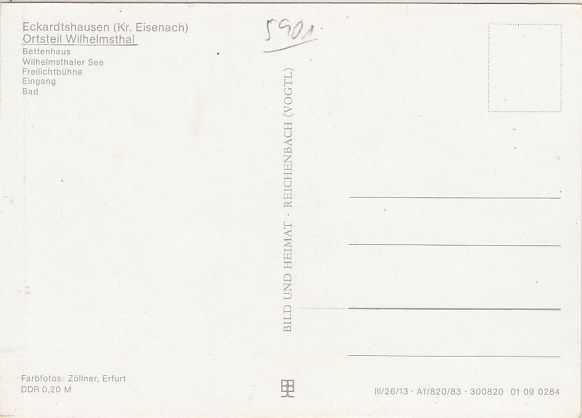 Eckardtshausen (Kr. Eisenach)
Ortsteil Wilhelmsthal
Bettenhaus
Wilhelmsthaler See
Freilichtbühne
Eingang
Bad
5901
BILD UND HEIMAT · REICHENBACH (VOGTL)
Farbfotos: Zöllner, Erfurt
DDR 0,20 M
III/26/13 - A1/820/83 - 300820 01 09 0284